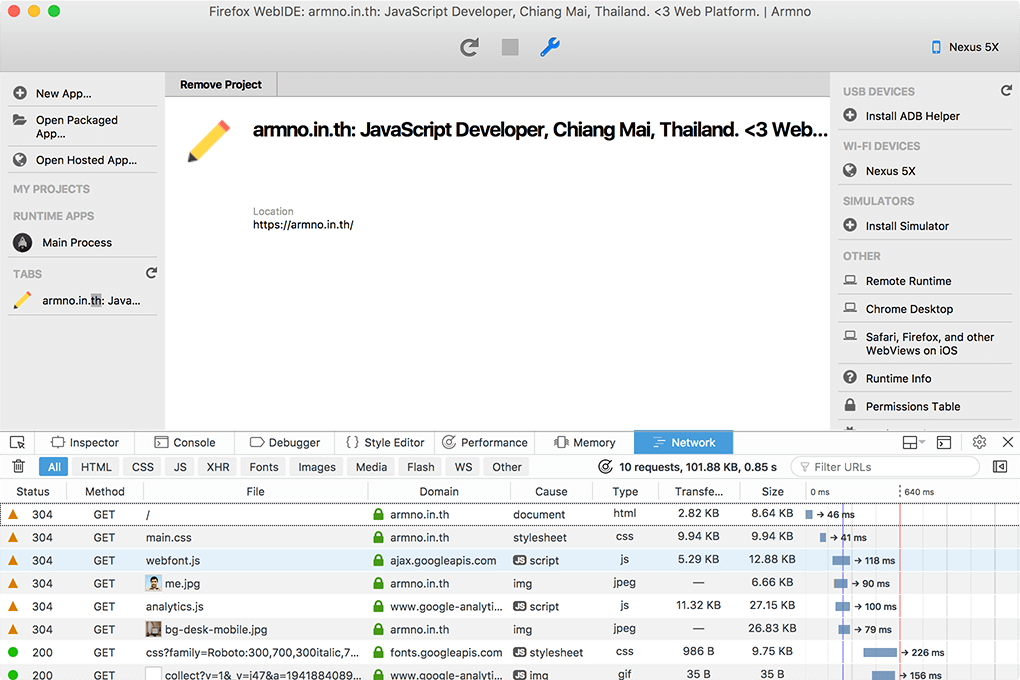 Firefox WebIDE: armno.in.th: JavaScript Developer, Chiang Mai, Thailand. <3 Web Platform. | Armno
Nexus 5X
New App...
Open Packaged
App...
Open Hosted App...
MY PROJECTS
RUNTIME APPS
Main Process
TABS
armno.in.th: Java...
Remove Project
armno.in.th: JavaScript Developer, Chiang Mai, Thailand. <3 Web...
Location
https://armno.in.th/
USB DEVICES
Install ADB Helper
WI-FI DEVICES
Nexus 5X
SIMULATORS
Install Simulator
OTHER
Remote Runtime
Chrome Desktop
Safari, Firefox, and other
WebViews on iOS
Runtime Info
Permissions Table
Inspector Console Debugger Style Editor Performance Memory Network
All HTML CSS JS XHR Fonts Images Media Flash WS Other 10 requests, 101.88 KB, 0.85 s Filter URLs
Status Method File Domain Cause Type Transfe... Size 0 ms 640 ms
304 GET / armno.in.th document html 2.82 KB 8.64 KB → 46 ms
304 GET main.css armno.in.th stylesheet css 9.94 KB 9.94 KB → 41 ms
304 GET webfont.js ajax.googleapis.com JS script js 5.29 KB 12.88 KB → 118 ms
304 GET me.jpg armno.in.th img jpeg — 6.66 KB → 90 ms
304 GET analytics.js www.google-analyti... JS script js 11.32 KB 27.15 KB → 100 ms
304 GET bg-desk-mobile.jpg armno.in.th img jpeg — 26.83 KB → 79 ms
200 GET css?family=Roboto:300,700,300italic,7... fonts.googleapis.com JS stylesheet css 986 B 9.75 KB → 226 ms
200 GET collect?v=1&_v=j47&a=1941884089... www.google-analyti... JS img gif 35 B 35 B → 156 ms